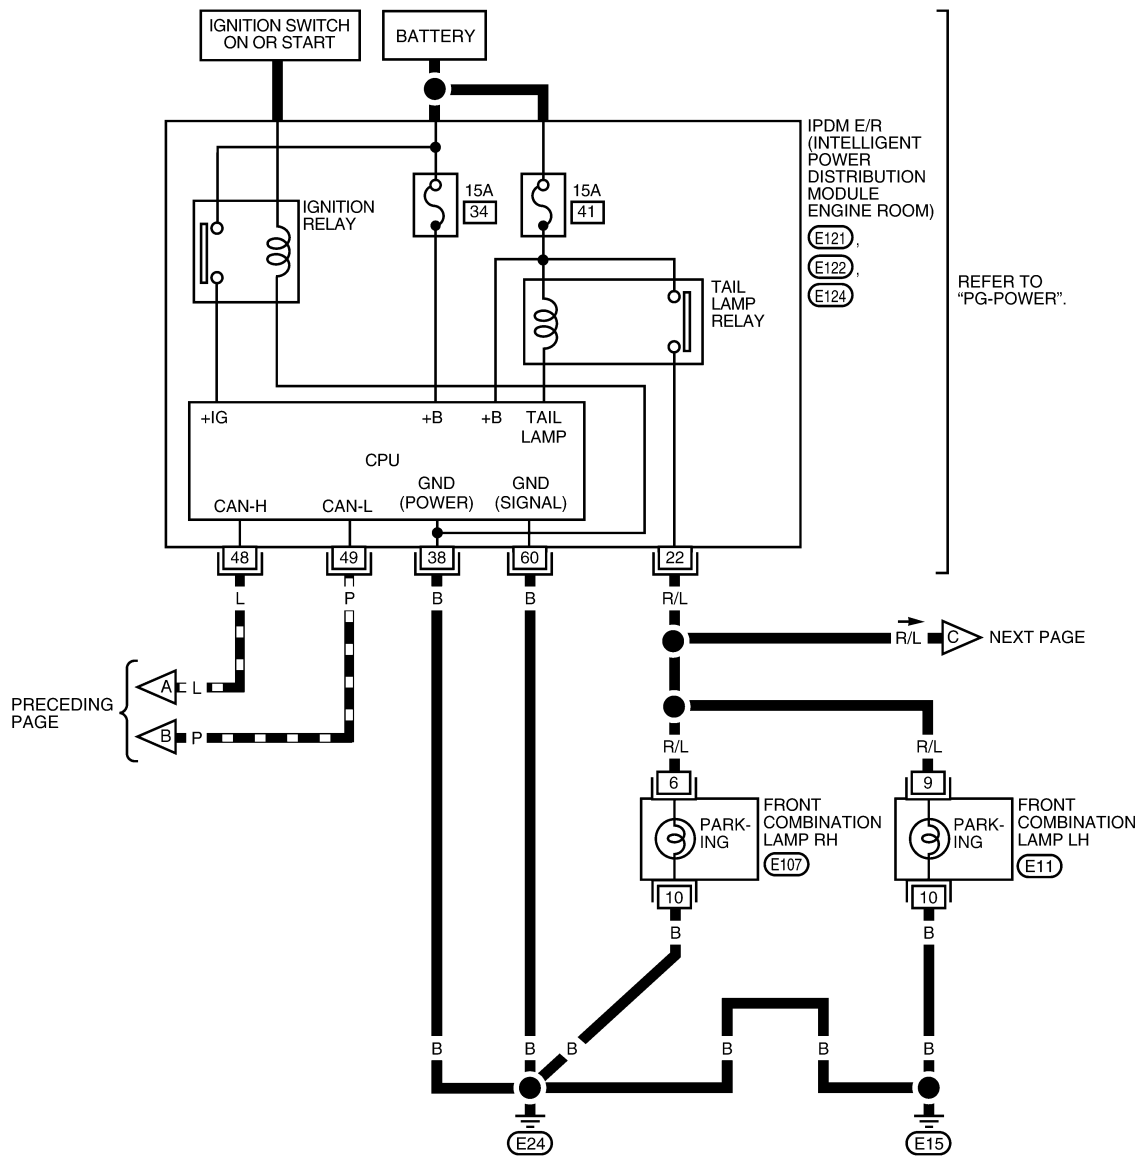 IGNITION SWITCH
ON OR START
BATTERY
IPDM E/R
(INTELLIGENT
POWER
DISTRIBUTION
MODULE
ENGINE ROOM)
E121 ,
E122 ,
E124
REFER TO
“PG-POWER”.
IGNITION
RELAY
15A
34
15A
41
TAIL
LAMP
RELAY
+IG
+B
+B
TAIL
LAMP
CPU
GND
(POWER)
GND
(SIGNAL)
CAN-H
CAN-L
48
49
38
60
22
L
P
B
B
R/L
R/L
C
NEXT PAGE
PRECEDING
PAGE
A
L
B
P
R/L
R/L
6
9
PARK-
ING
FRONT
COMBINATION
LAMP RH
E107
PARK-
ING
FRONT
COMBINATION
LAMP LH
E11
10
10
B
B
B
B
B
B
B
B
E24
E15